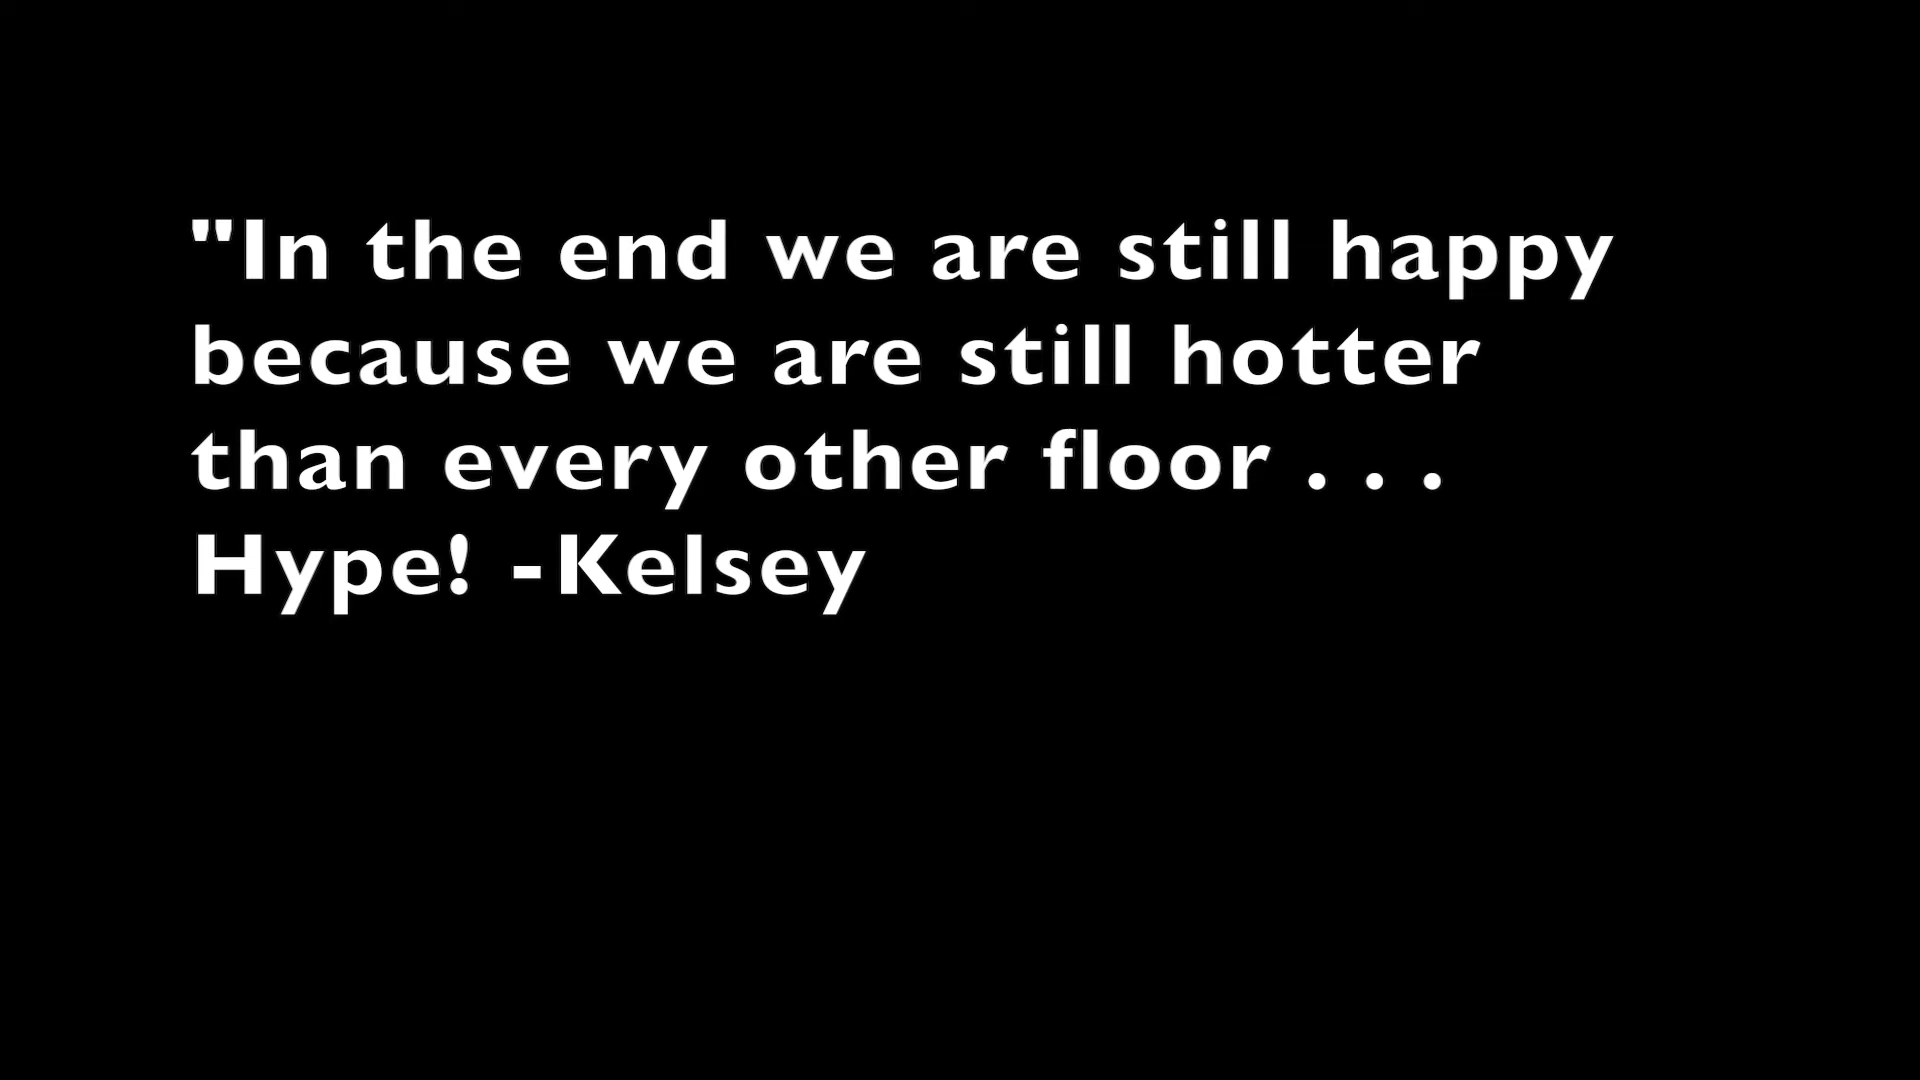 "In the end we are still happy
because we are still hotter
than every other floor . . .
Hype! -Kelsey